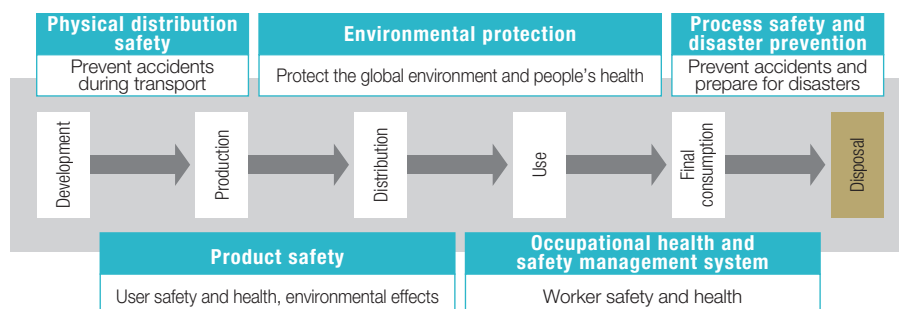 Physical distribution
safety
Prevent accidents
during transport
Environmental protection
Protect the global environment and people's health
Process safety and
disaster prevention
Prevent accidents and
prepare for disasters
Development
Production
Distribution
Use
Final
consumption
Disposal
Product safety
User safety and health, environmental effects
Occupational health and
safety management system
Worker safety and health